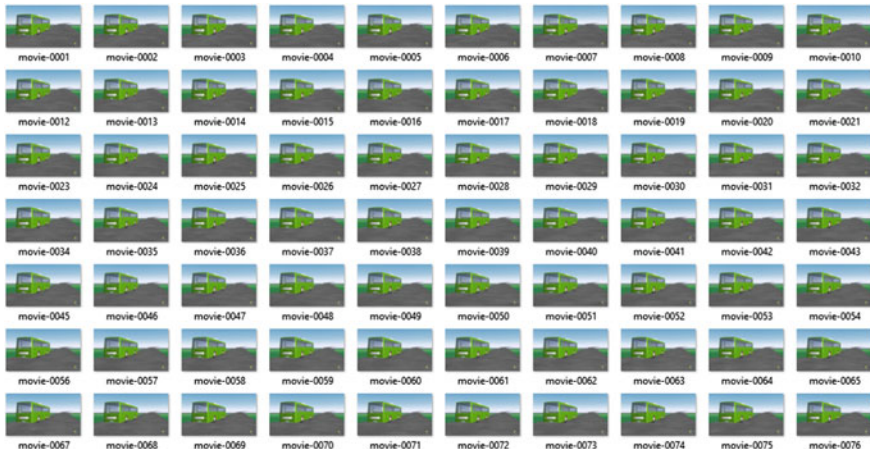 movie-0001 movie-0002 movie-0003 movie-0004 movie-0005 movie-0006 movie-0007 movie-0008 movie-0009 movie-0010
movie-0012 movie-0013 movie-0014 movie-0015 movie-0016 movie-0017 movie-0018 movie-0019 movie-0020 movie-0021
movie-0023 movie-0024 movie-0025 movie-0026 movie-0027 movie-0028 movie-0029 movie-0030 movie-0031 movie-0032
movie-0034 movie-0035 movie-0036 movie-0037 movie-0038 movie-0039 movie-0040 movie-0041 movie-0042 movie-0043
movie-0045 movie-0046 movie-0047 movie-0048 movie-0049 movie-0050 movie-0051 movie-0052 movie-0053 movie-0054
movie-0056 movie-0057 movie-0058 movie-0059 movie-0060 movie-0061 movie-0062 movie-0063 movie-0064 movie-0065
movie-0067 movie-0068 movie-0069 movie-0070 movie-0071 movie-0072 movie-0073 movie-0074 movie-0075 movie-0076